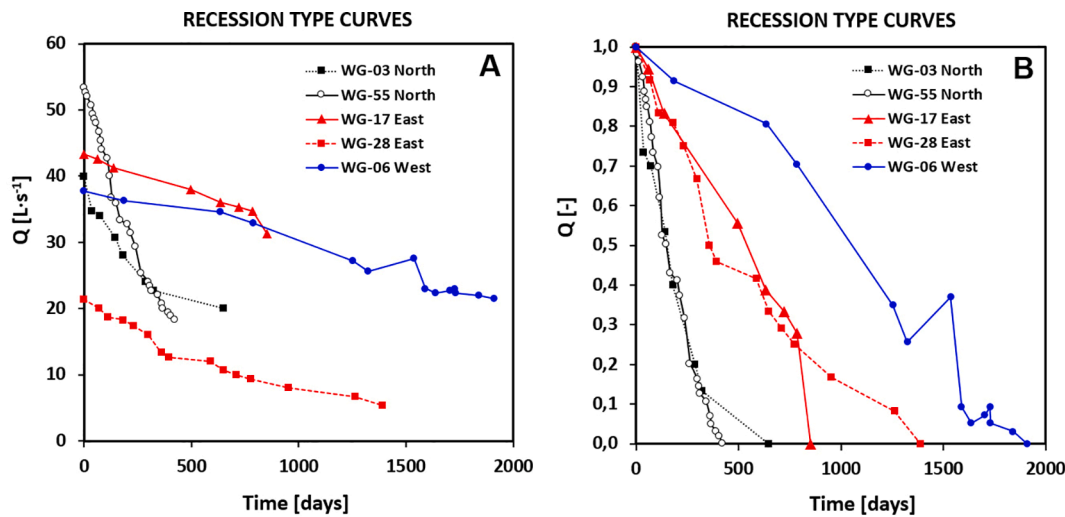 RECESSION TYPE CURVES
A
WG-03 North
WG-55 North
WG-17 East
WG-28 East
WG-06 West
60
50
40
30
20
10
0
Q [L·s⁻¹]
0 500 1000 1500 2000
Time [days]
RECESSION TYPE CURVES
B
WG-03 North
WG-55 North
WG-17 East
WG-28 East
WG-06 West
1,0
0,9
0,8
0,7
0,6
0,5
0,4
0,3
0,2
0,1
0,0
Q [-]
0 500 1000 1500 2000
Time [days]